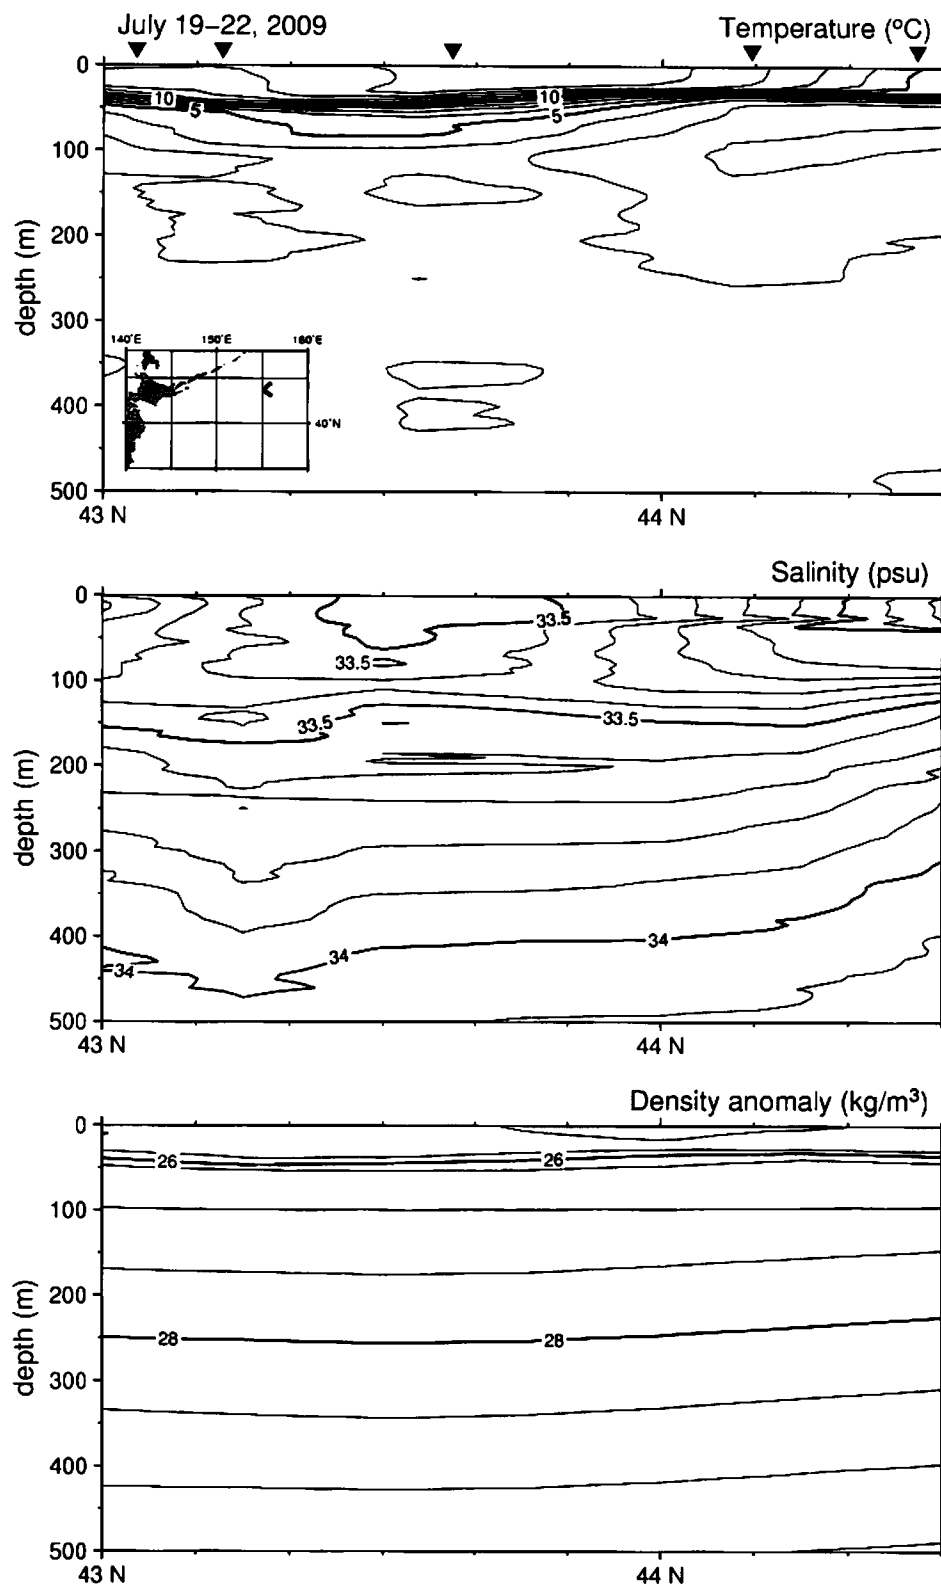 July 19–22, 2009 Temperature (ºC)
0
10 10
5 5
100
200
depth (m)
300
140˚E 150˚E 160˚E
400
40˚N
500
43 N 44 N
Salinity (psu)
0
33.5
33.5
100
33.5 33.5
200
depth (m)
300
400
34 34 34
500
43 N 44 N
Density anomaly (kg/m³)
0
26 26
100
200
depth (m)
28 28
300
400
500
43 N 44 N